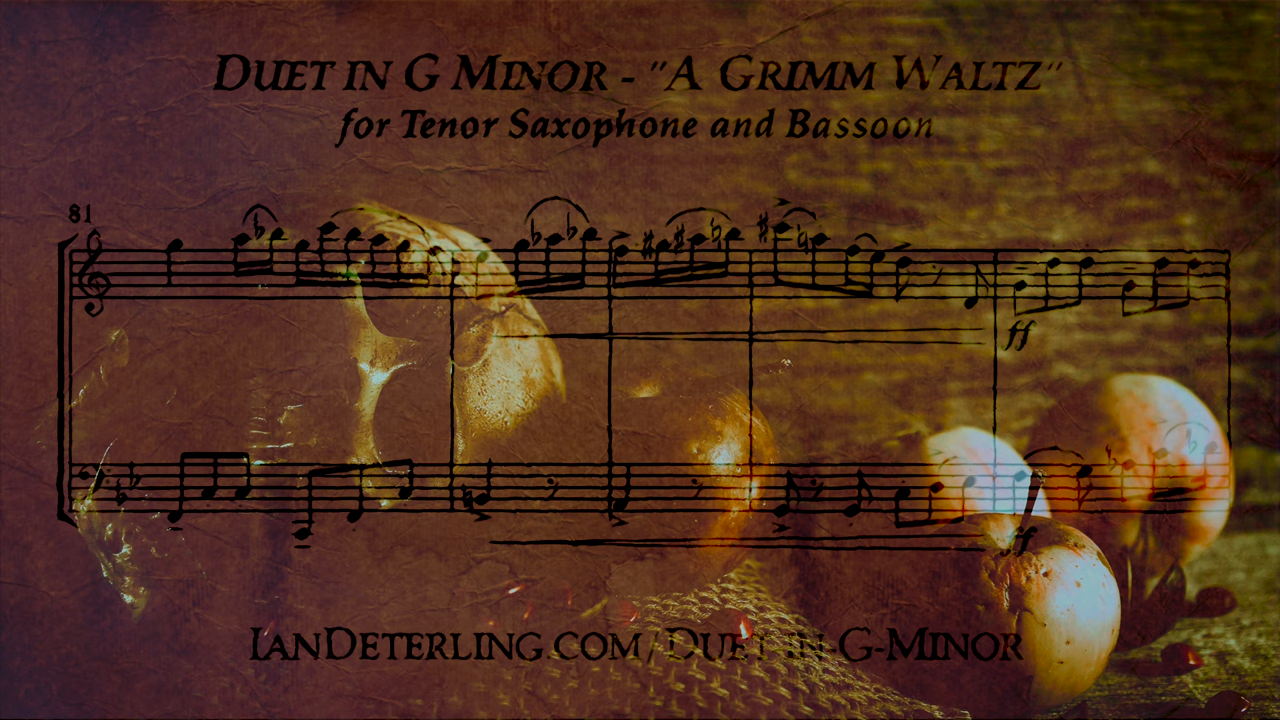 Duet in G Minor - "A Grimm Waltz"
for Tenor Saxophone and Bassoon
81
ff
ff
IanDeterling.com/Duet-in-G-Minor